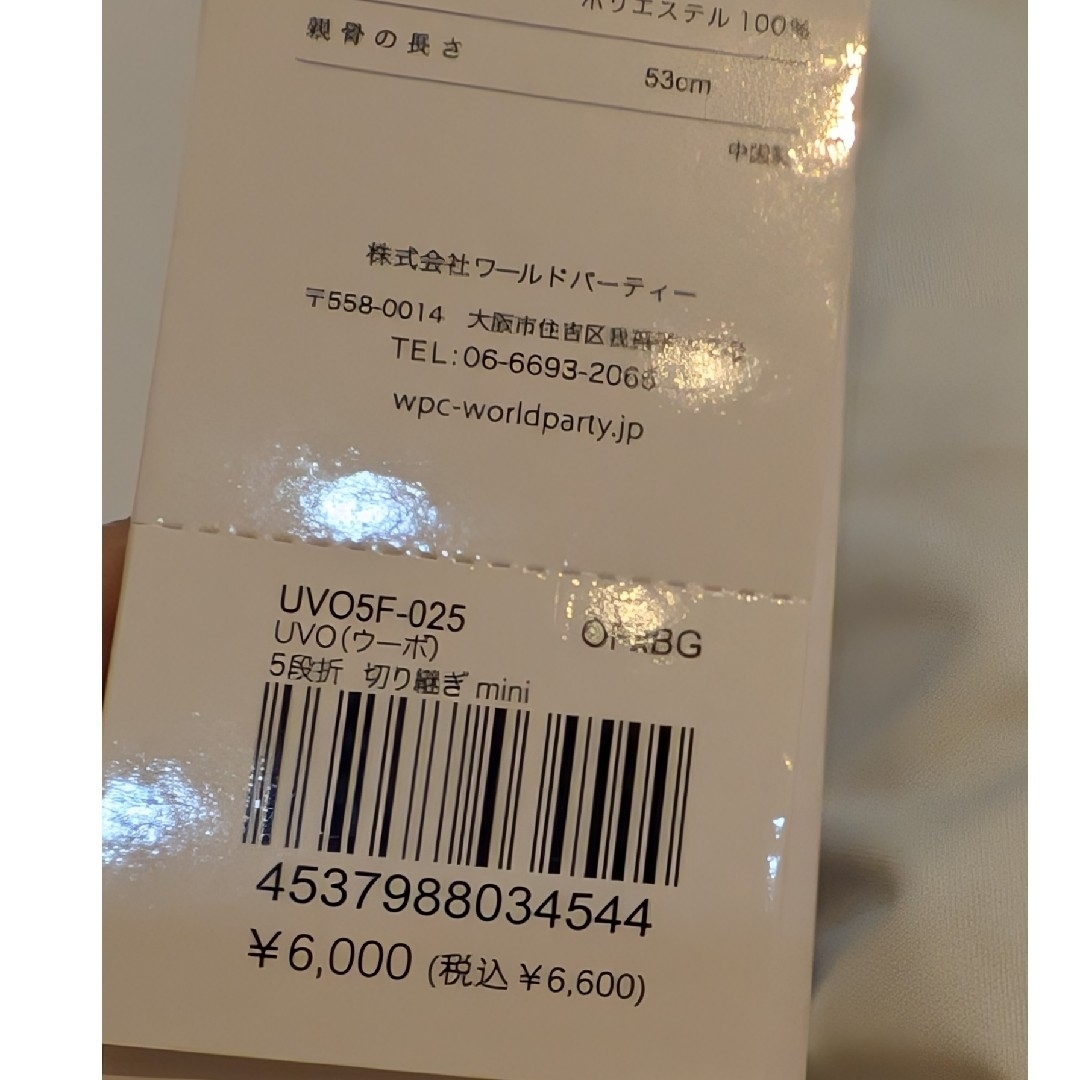 ポリエステル 100%
親骨の長さ
53cm
中国製
株式会社ワールドパーティー
〒558-0014 大阪市住吉区
TEL:06-6693-206
wpc-worldparty.jp
UVO5F-025
BG
UVO(ウーボ)
5段折 切り継ぎ mini
4537988034544
¥6,000 (税込 ¥6,600)